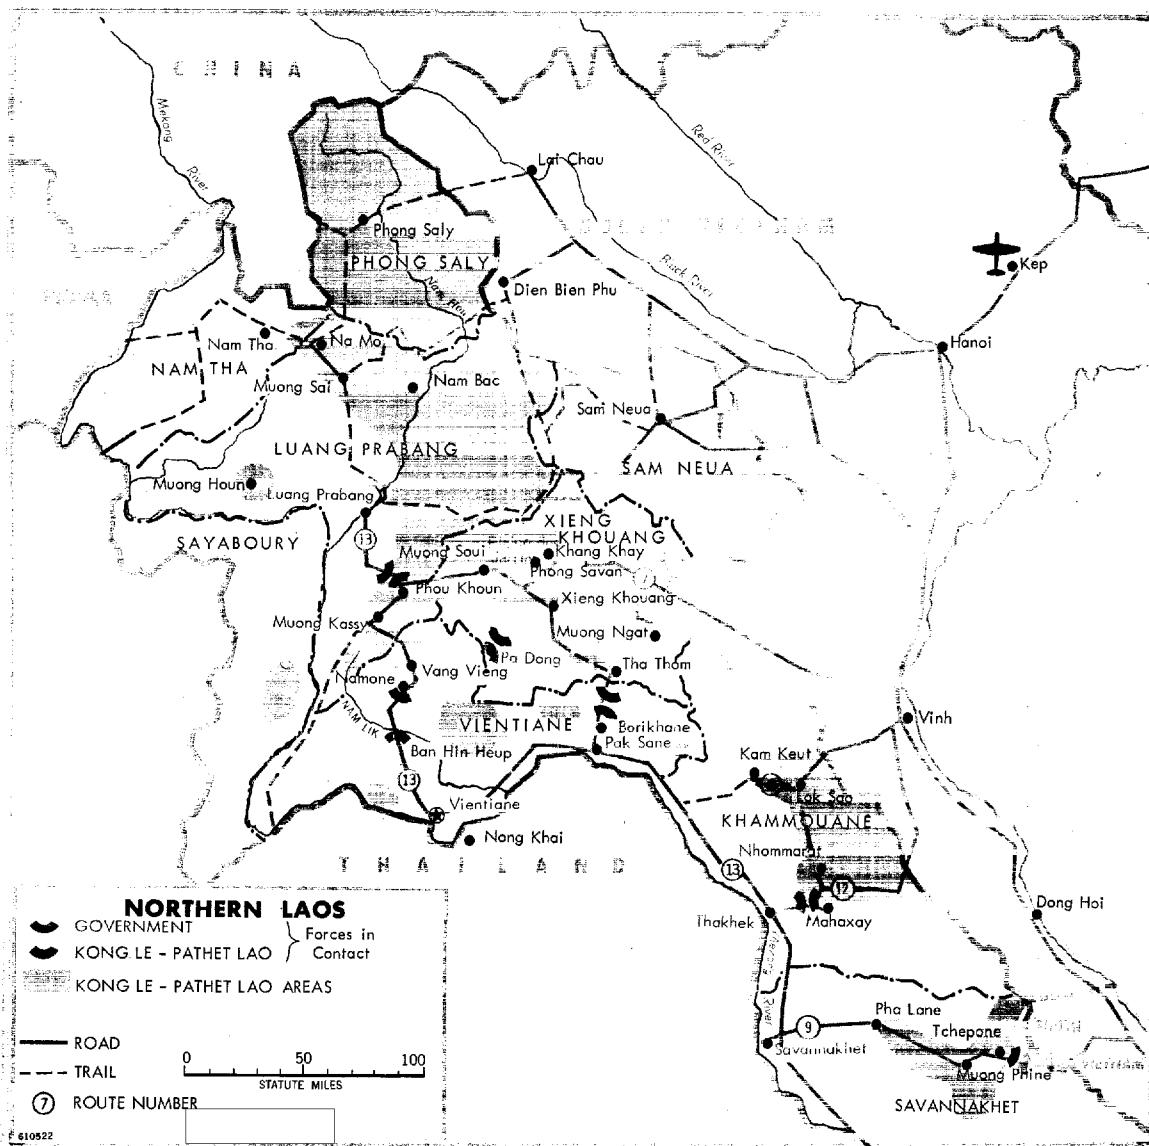 CHINA
Mekong
River
Red River
Lai Chau
Phong Saly
PHONG SALY
Black River
Kep
Nam Hou
Dien Bien Phu
Nam Tha
Na Mo
Hanoi
NAM THA
Muong Sai
Nam Bac
Sam Neua
LUANG PRABANG
SAM NEUA
Muong Houn
Luang Prabang
XIENG
KHOUANG
SAYABOURY
13
Muong Soui
Khang Khay
Phong Savan
7
Phou Khoun
Xieng Khouang
Muong Kassy
Muong Ngat
Pa Dong
Tha Thom
Vang Vieng
Namone
NAM LIK
VIENTIANE
Borikhane
Vinh
Pak Sane
Ban Hin Heup
Kam Keut
13
Lak Sao
Vientiane
KHAMMOUANE
Nong Khai
Nhommarat
THAILAND
13
12
Thakhek
Mahaxay
Dong Hoi
Mekong
River
Pha Lane
9
Tchepone
Savannakhet
Muong Phine
SAVANNAKHET
NORTHERN LAOS
GOVERNMENT
KONG LE - PATHET LAO
Forces in
Contact
KONG LE - PATHET LAO AREAS
ROAD
TRAIL
0 50 100
STATUTE MILES
7 ROUTE NUMBER
610522